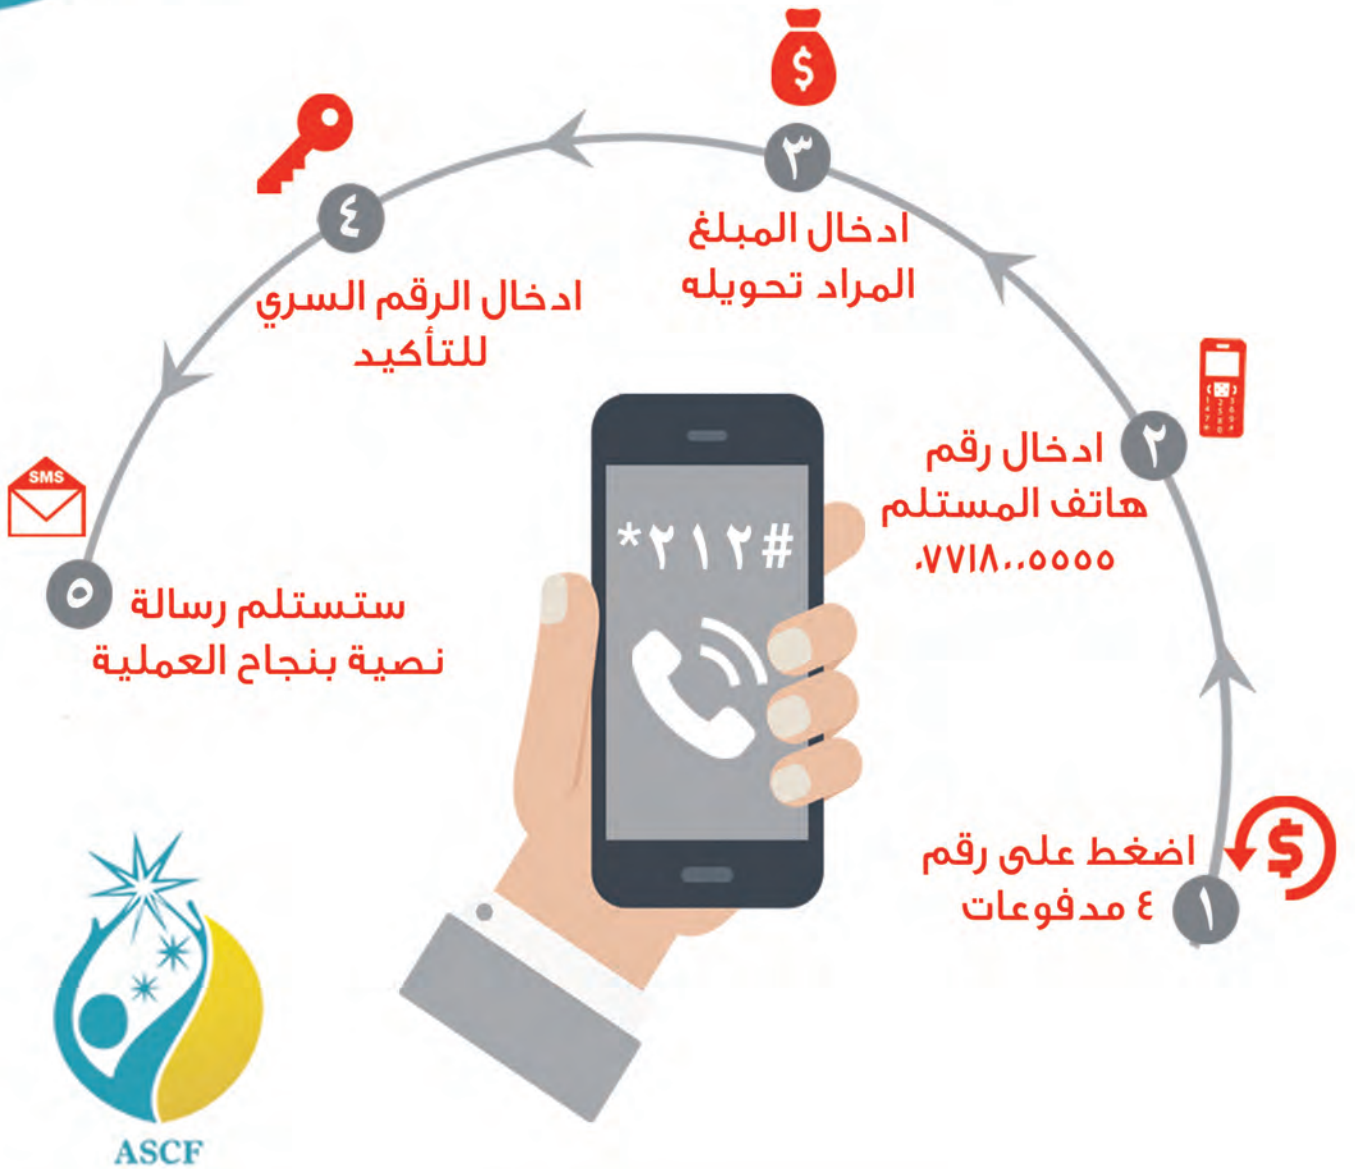 ١
اضغط على رقم
٤ مدفوعات
٢
ادخال رقم
هاتف المستلم
٠٧٧١٨٠٠٥٥٥٥
٣
ادخال المبلغ
المراد تحويله
٤
ادخال الرقم السري
للتأكيد
SMS
٥
ستستلم رسالة
نصية بنجاح العملية
*٢١٢#
ASCF